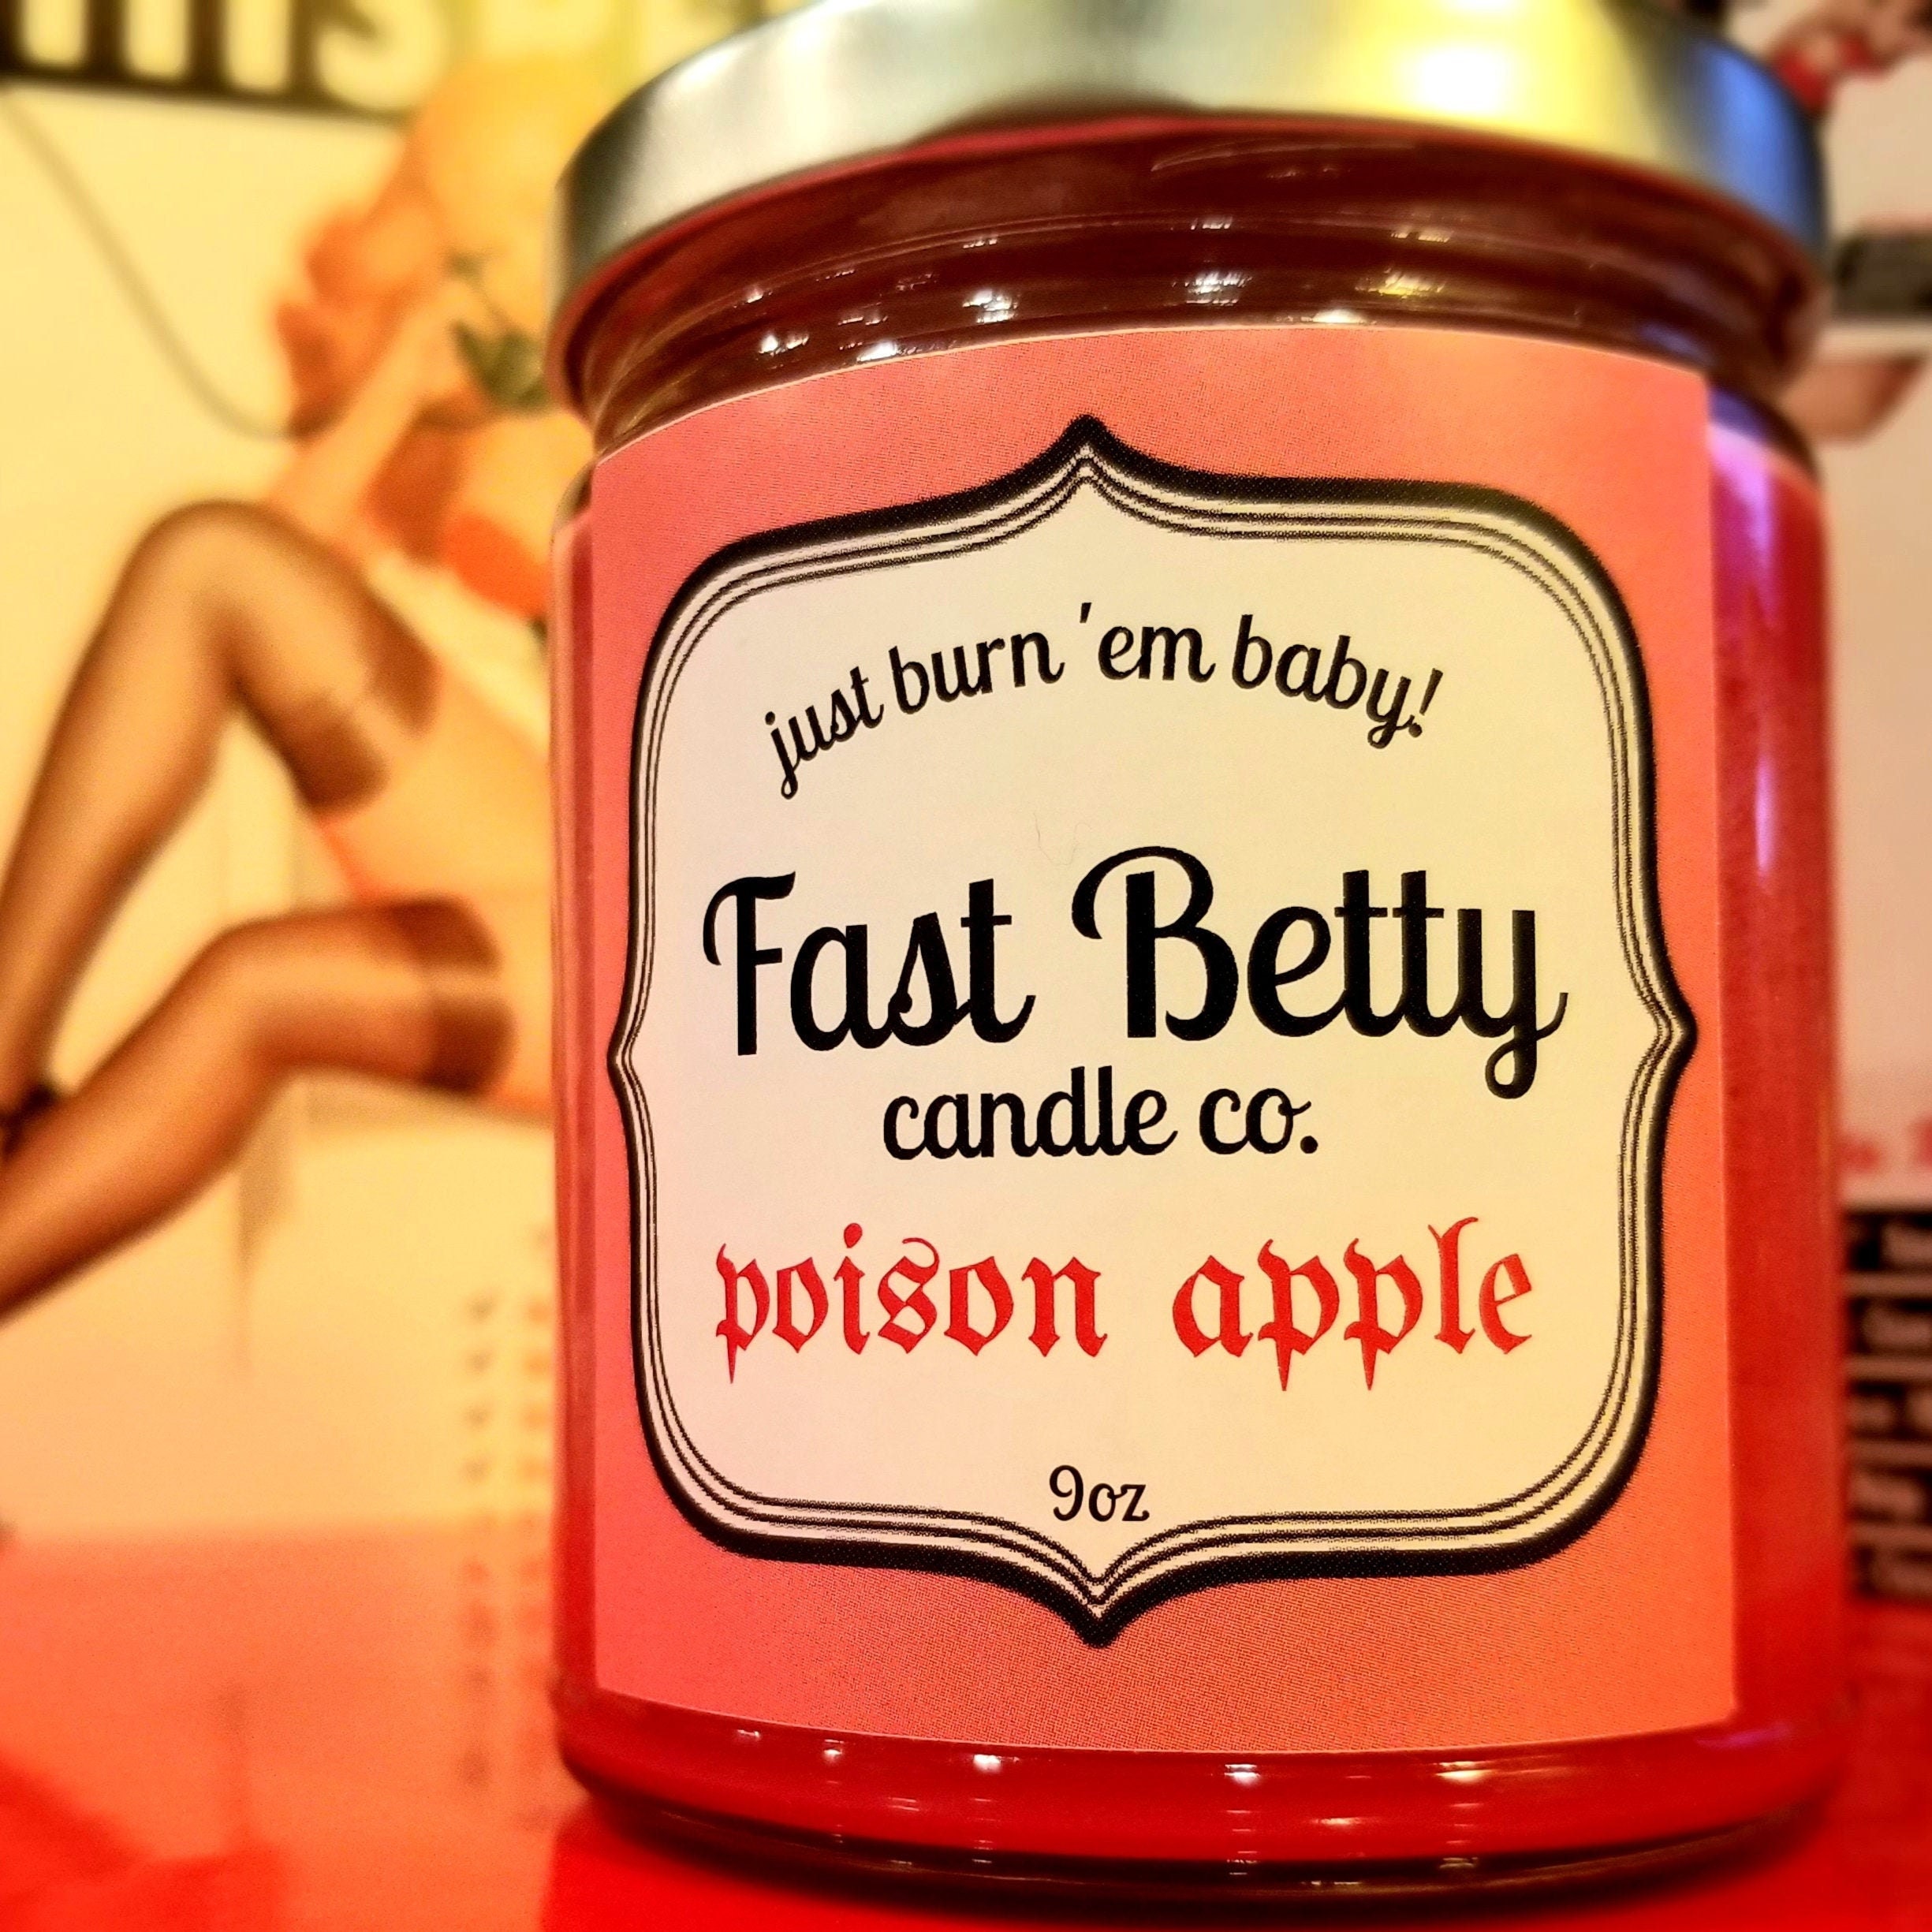 just burn 'em baby!
Fast Betty
candle co.
poison apple
9oz